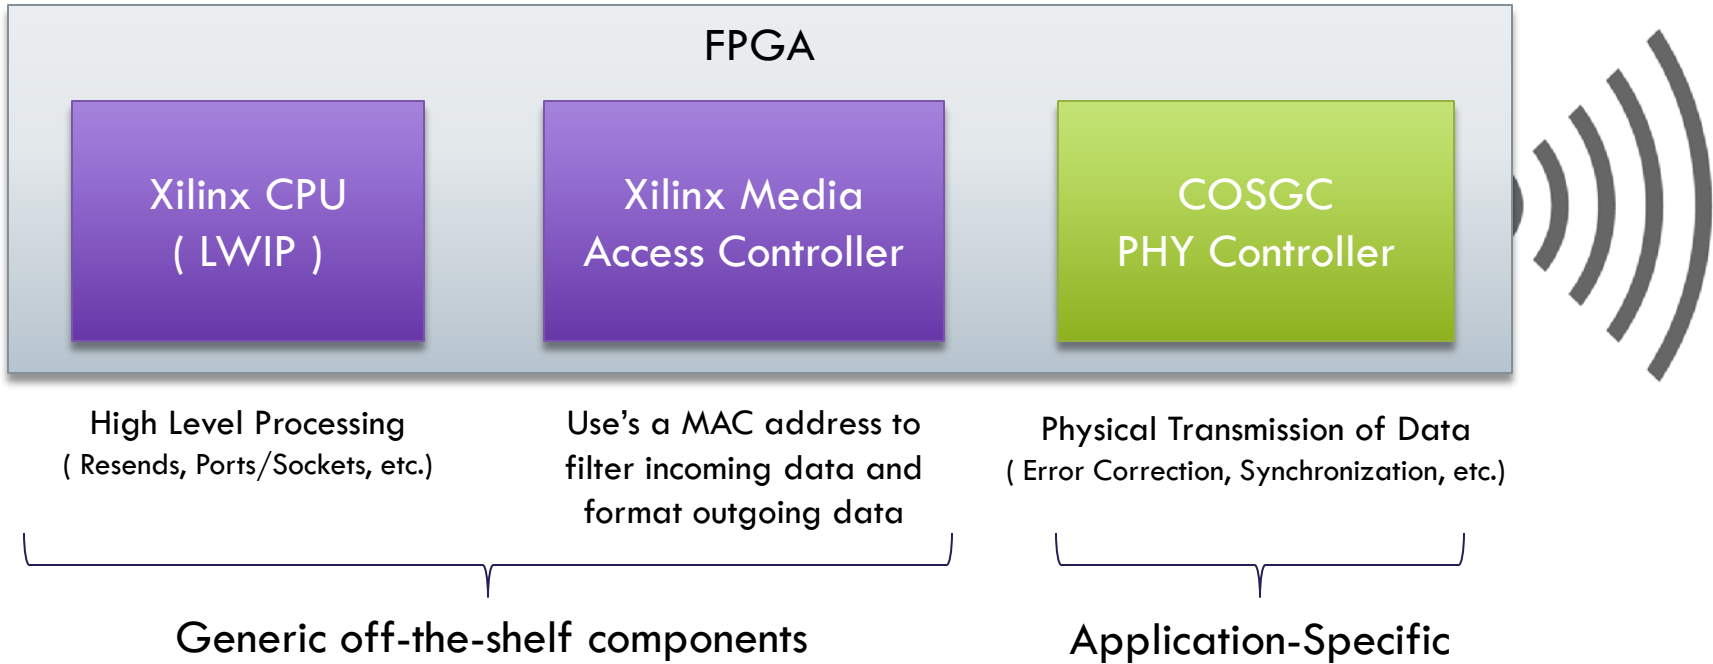 FPGA
Xilinx CPU
( LWIP )
Xilinx Media
Access Controller
COSGC
PHY Controller
High Level Processing
( Resends, Ports/Sockets, etc.)
Use’s a MAC address to
filter incoming data and
format outgoing data
Physical Transmission of Data
( Error Correction, Synchronization, etc.)
Generic off-the-shelf components
Application-Specific